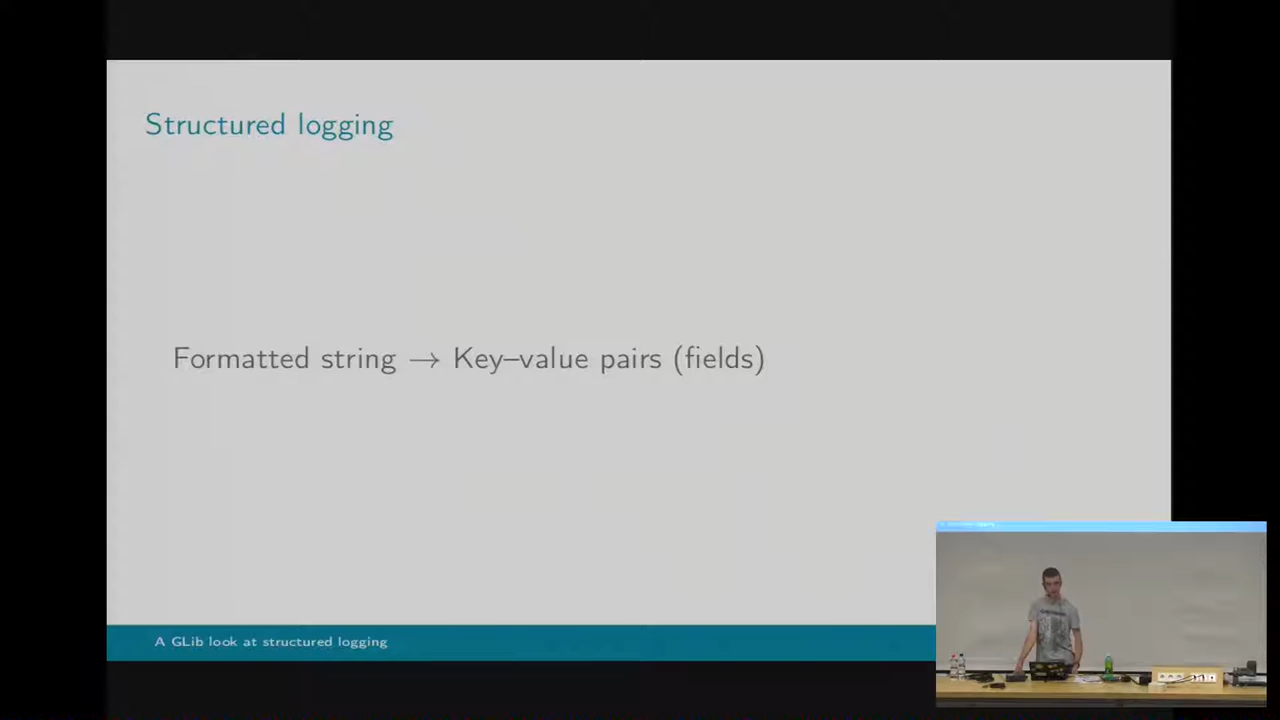 Structured logging
Formatted string → Key–value pairs (fields)
A GLib look at structured logging